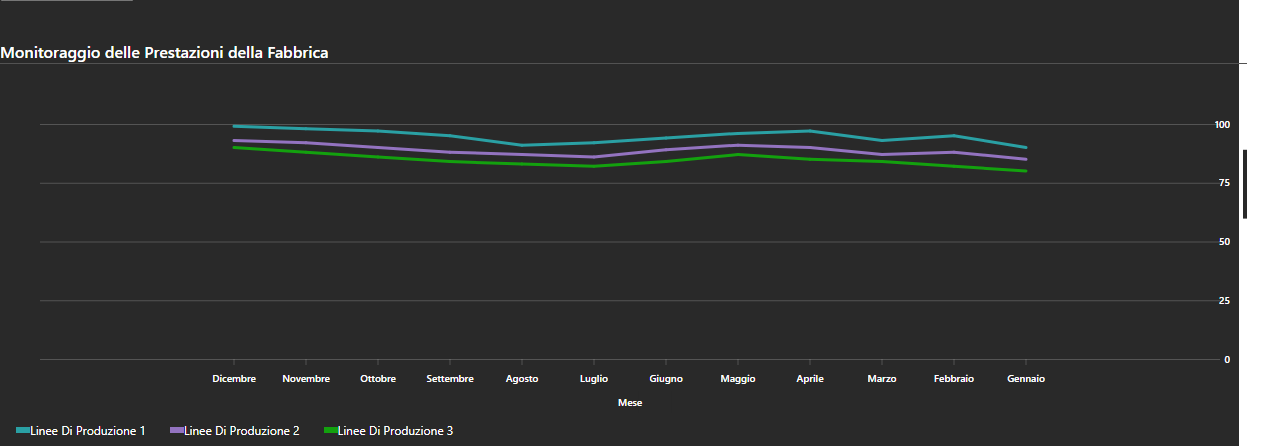 Monitoraggio delle Prestazioni della Fabbrica
100
75
50
25
0
Dicembre Novembre Ottobre Settembre Agosto Luglio Giugno Maggio Aprile Marzo Febbraio Gennaio
Mese
Linee Di Produzione 1 Linee Di Produzione 2 Linee Di Produzione 3